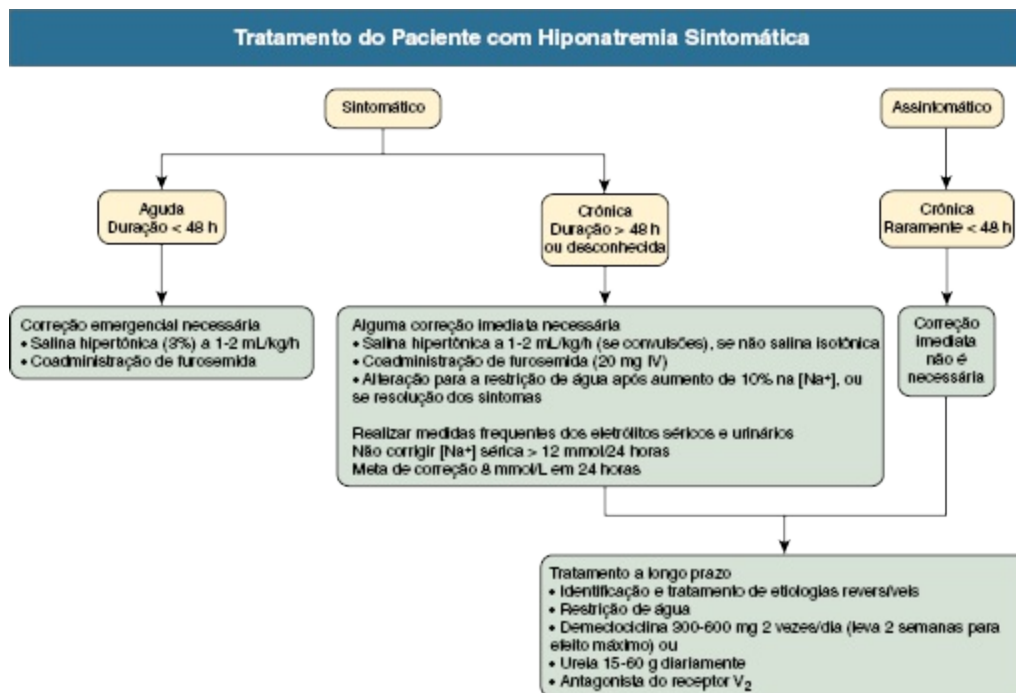 Tratamento do Paciente com Hiponatremia Sintomática
Sintomático
Assintomático
Aguda
Duração < 48 h
Crônica
Duração > 48 h
ou desconhecida
Crônica
Raramente < 48 h
Correção emergencial necessária
• Salina hipertônica (3%) a 1-2 mL/kg/h
• Coadministração de furosemida
Alguma correção imediata necessária
• Salina hipertônica a 1-2 mL/kg/h (se convulsões), se não salina isotônica
• Coadministração de furosemida (20 mg IV)
• Alteração para a restrição de água após aumento de 10% na [Na+], ou
se resolução dos sintomas
Realizar medidas frequentes dos eletrólitos séricos e urinários
Não corrigir [Na+] sérica > 12 mmol/24 horas
Meta de correção 8 mmol/L em 24 horas
Correção
imediata
não é
necessária
Tratamento a longo prazo
• Identificação e tratamento de etiologias reversíveis
• Restrição de água
• Demeclociclina 300-600 mg 2 vezes/dia (leva 2 semanas para
efeito máximo) ou
• Ureia 15-60 g diariamente
• Antagonista do receptor V2